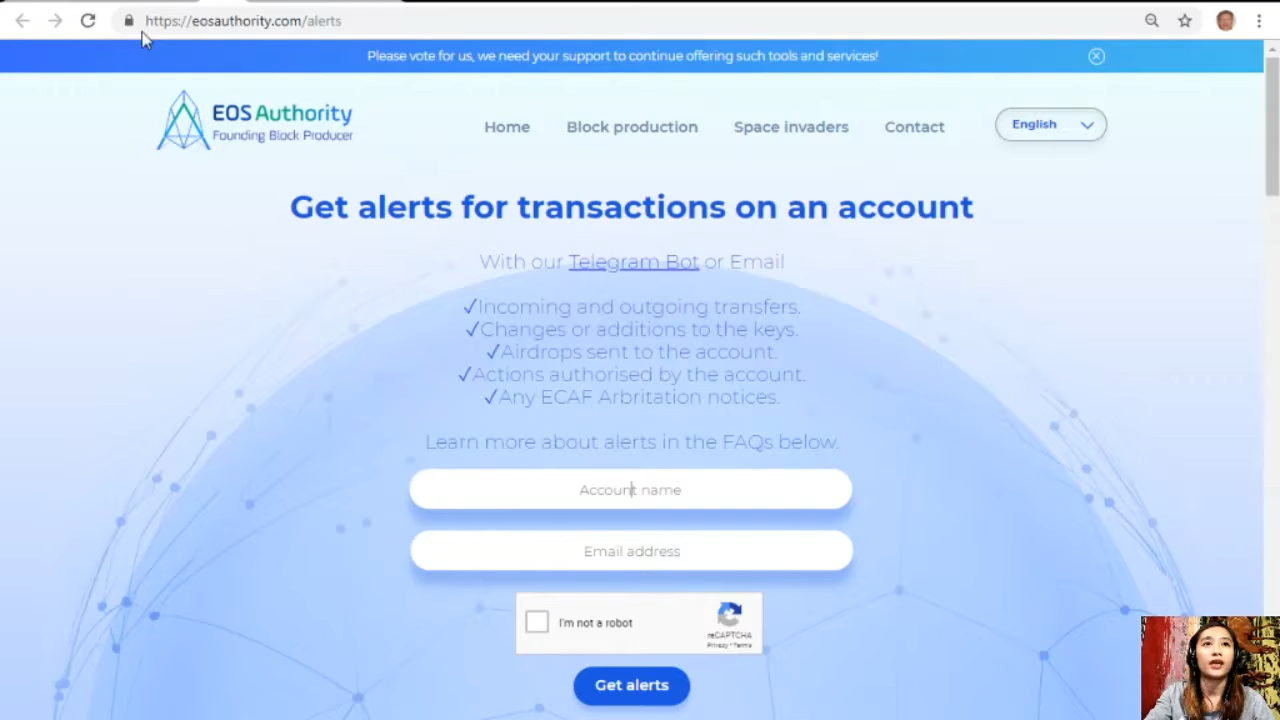 https://eosauthority.com/alerts
Please vote for us, we need your support to continue offering such tools and services!
EOS Authority
Founding Block Producer
Home
Block production
Space invaders
Contact
English
Get alerts for transactions on an account
With our Telegram Bot or Email
✓Incoming and outgoing transfers.
✓Changes or additions to the keys.
✓Airdrops sent to the account.
✓Actions authorised by the account.
✓Any ECAF Arbritation notices.
Learn more about alerts in the FAQs below.
Account name
Email address
I'm not a robot
reCAPTCHA
Privacy - Terms
Get alerts